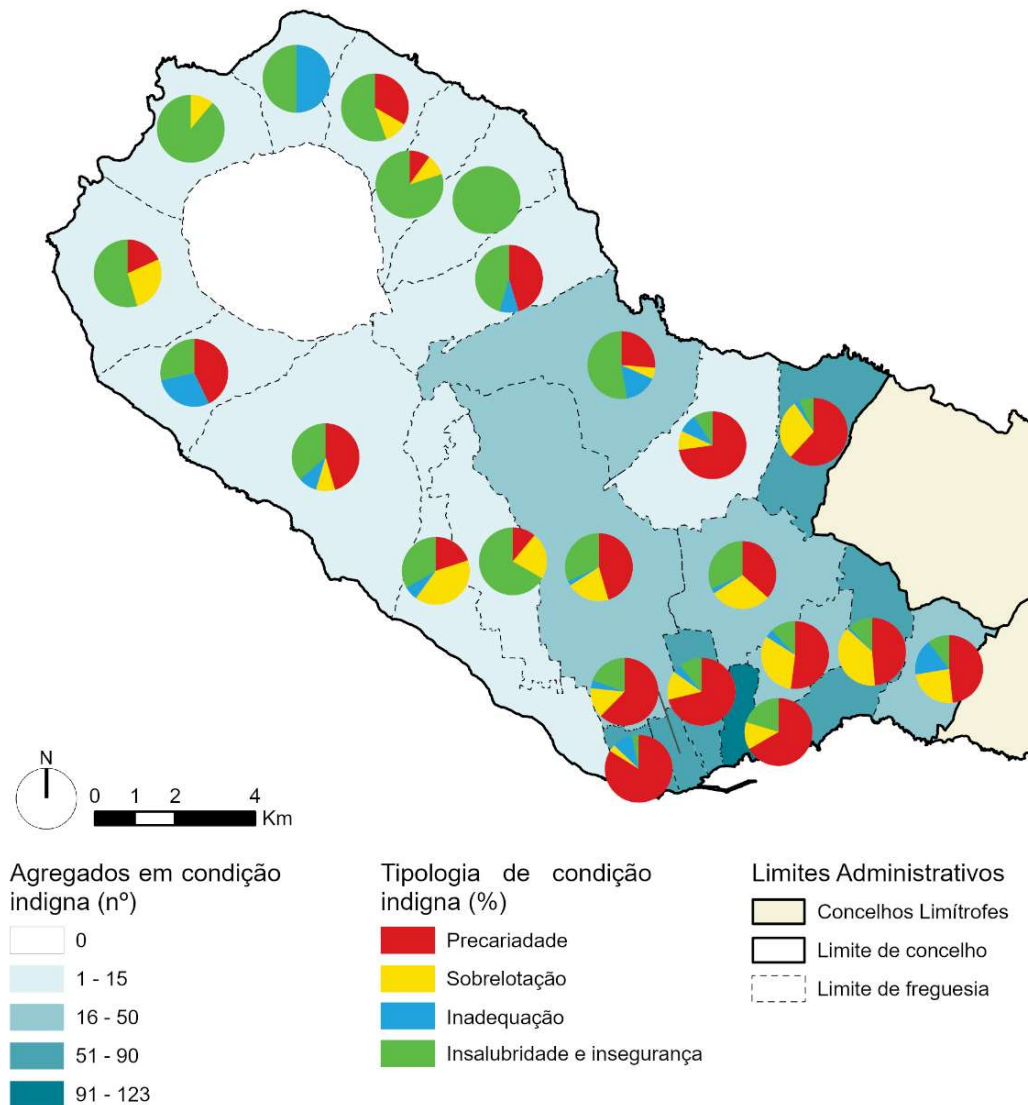 N
0 1 2 4
Km
Agregados em condição
indigna (nº)
0
1 - 15
16 - 50
51 - 90
91 - 123
Tipologia de condição
indigna (%)
Precariadade
Sobrelotação
Inadequação
Insalubridade e insegurança
Limites Administrativos
Concelhos Limítrofes
Limite de concelho
Limite de freguesia